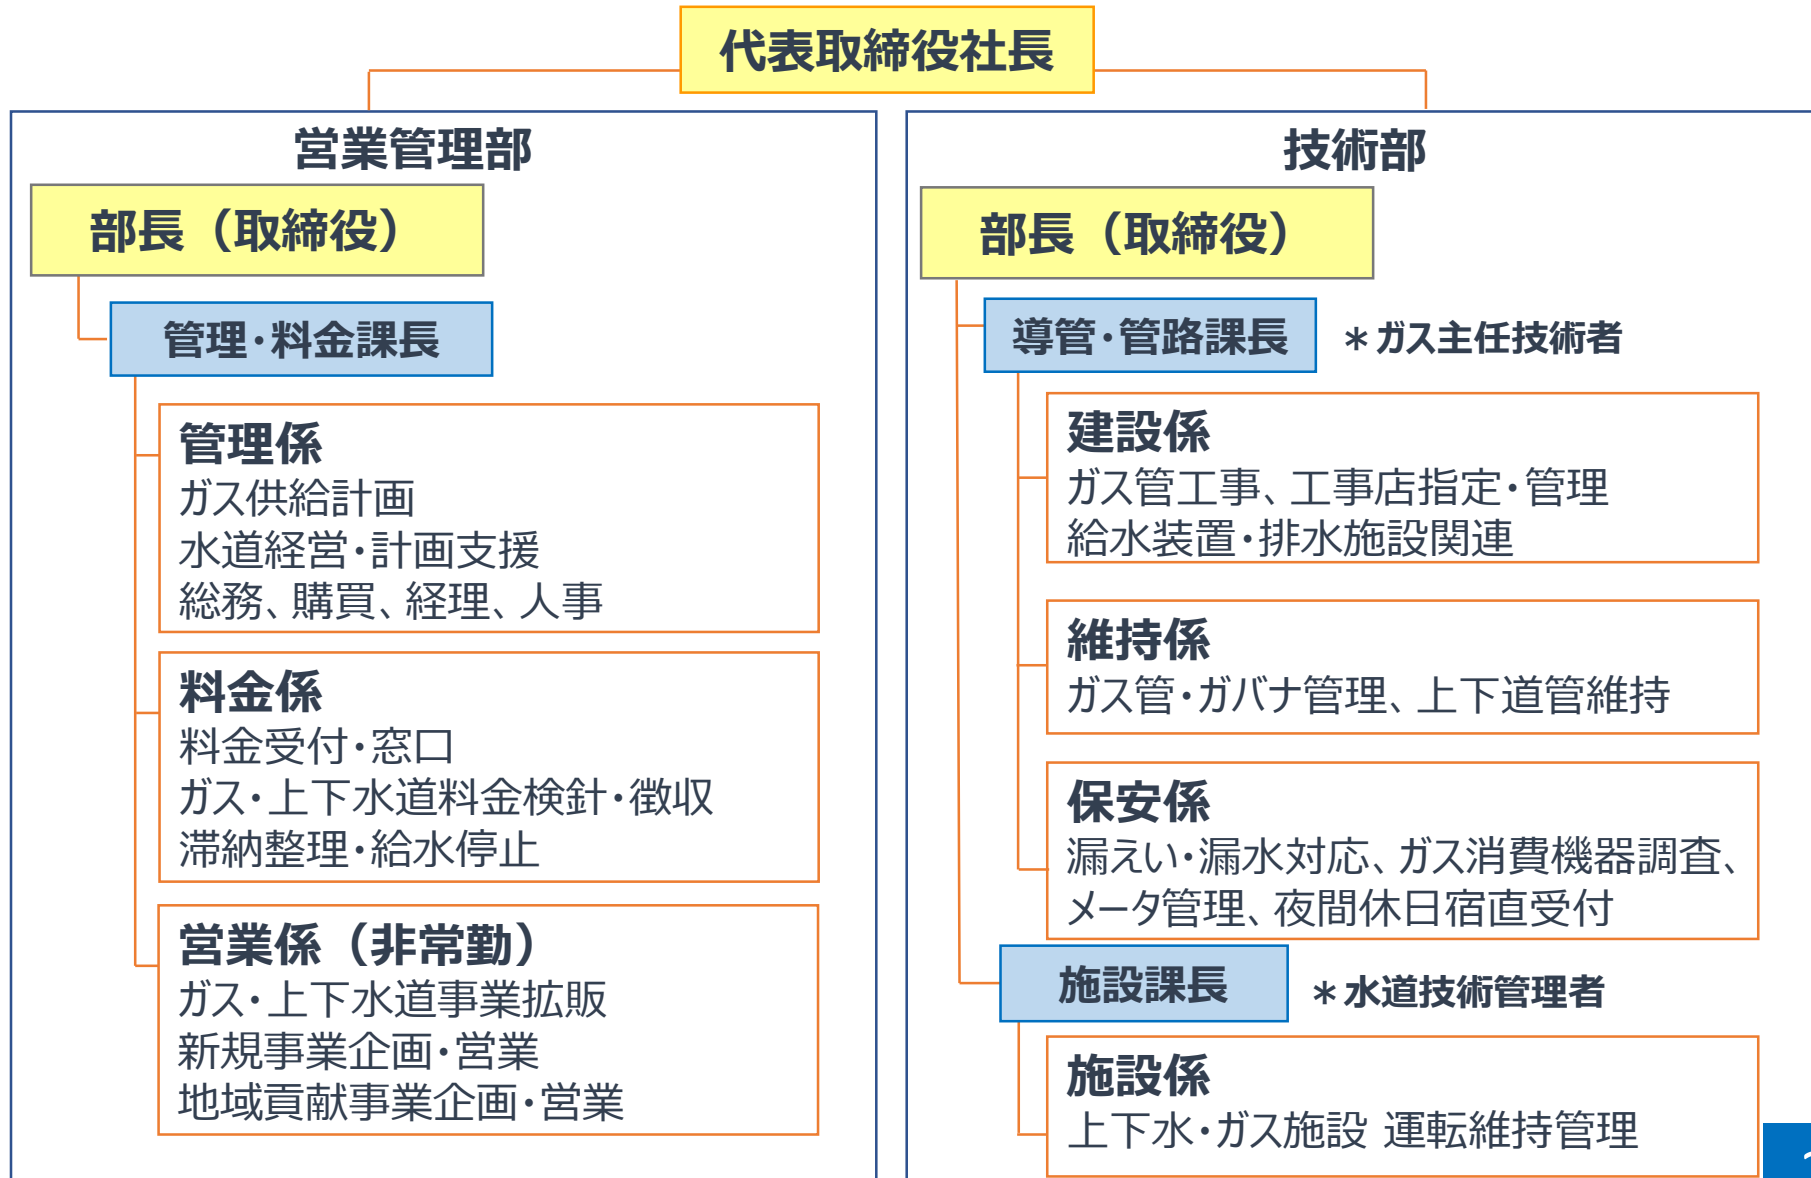 代表取締役社長
営業管理部
部長（取締役）
管理・料金課長
管理係
ガス供給計画
水道経営・計画支援
総務、購買、経理、人事
料金係
料金受付・窓口
ガス・上下水道料金検針・徴収
滞納整理・給水停止
営業係（非常勤）
ガス・上下水道事業拡販
新規事業企画・営業
地域貢献事業企画・営業
技術部
部長（取締役）
導管・管路課長 ＊ガス主任技術者
建設係
ガス管工事、工事店指定・管理
給水装置・排水施設関連
維持係
ガス管・ガバナ管理、上下道管維持
保安係
漏えい・漏水対応、ガス消費機器調査、
メータ管理、夜間休日宿直受付
施設課長 ＊水道技術管理者
施設係
上下水・ガス施設 運転維持管理